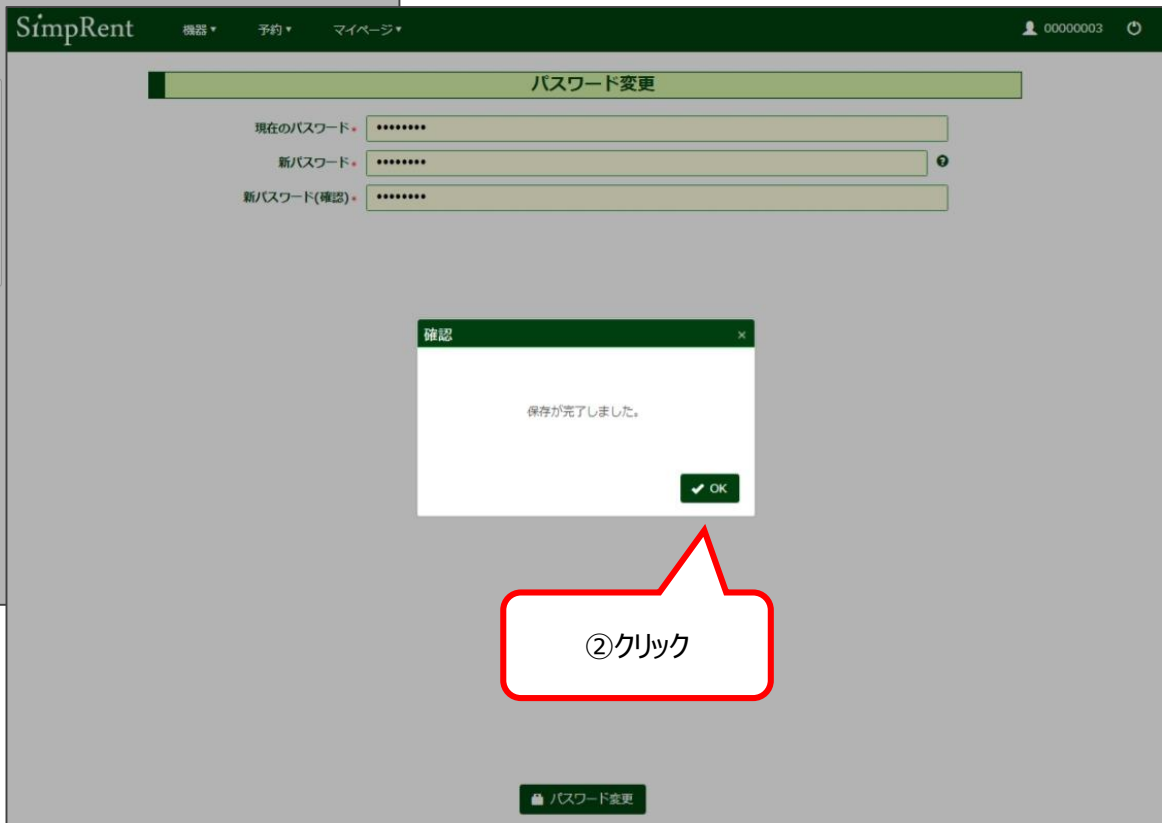 SimpRent 機器▾ 予約▾ マイページ▾ 00000003
パスワード変更
現在のパスワード* ••••••••
新パスワード* •••••••• ?
新パスワード(確認)* ••••••••
確認 ×
保存が完了しました。
✔ OK
②クリック
パスワード変更